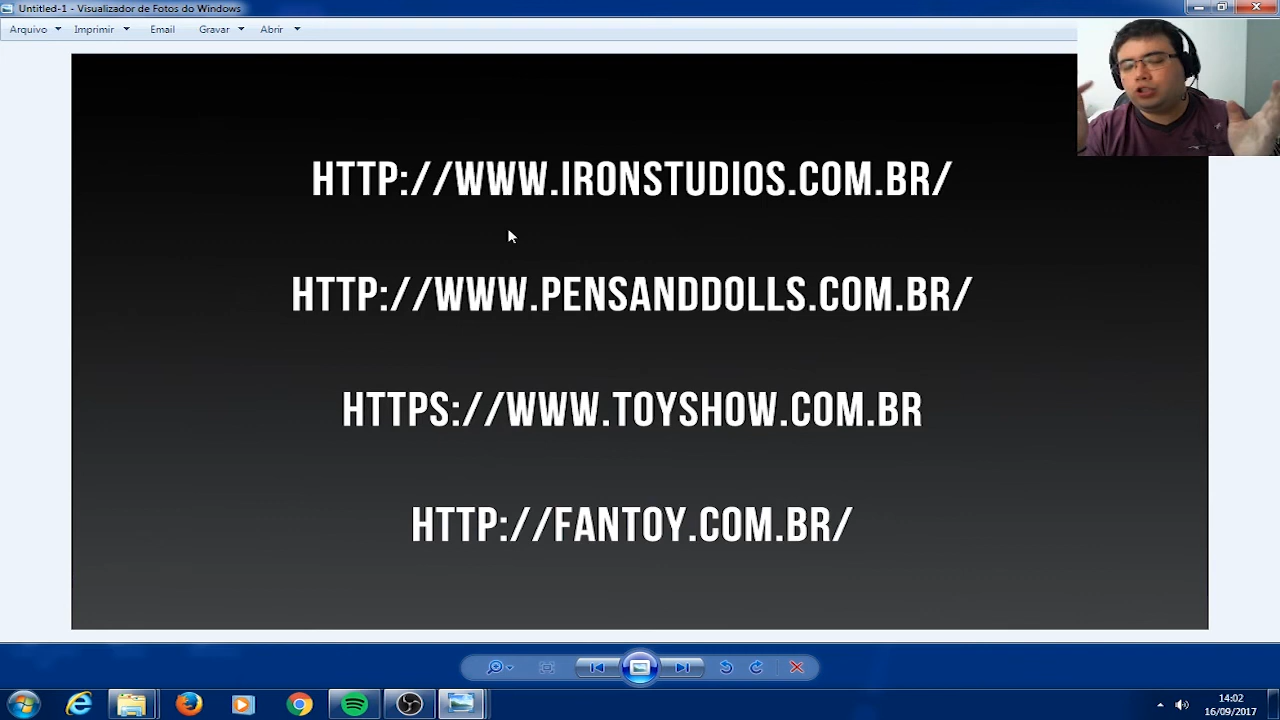 Untitled-1 - Visualizador de Fotos do Windows
Arquivo Imprimir Email Gravar Abrir
HTTP://WWW.IRONSTUDIOS.COM.BR/
HTTP://WWW.PENSANDDOLLS.COM.BR/
HTTPS://WWW.TOYSHOW.COM.BR
HTTP://FANTOY.COM.BR/
14:02
16/09/2017